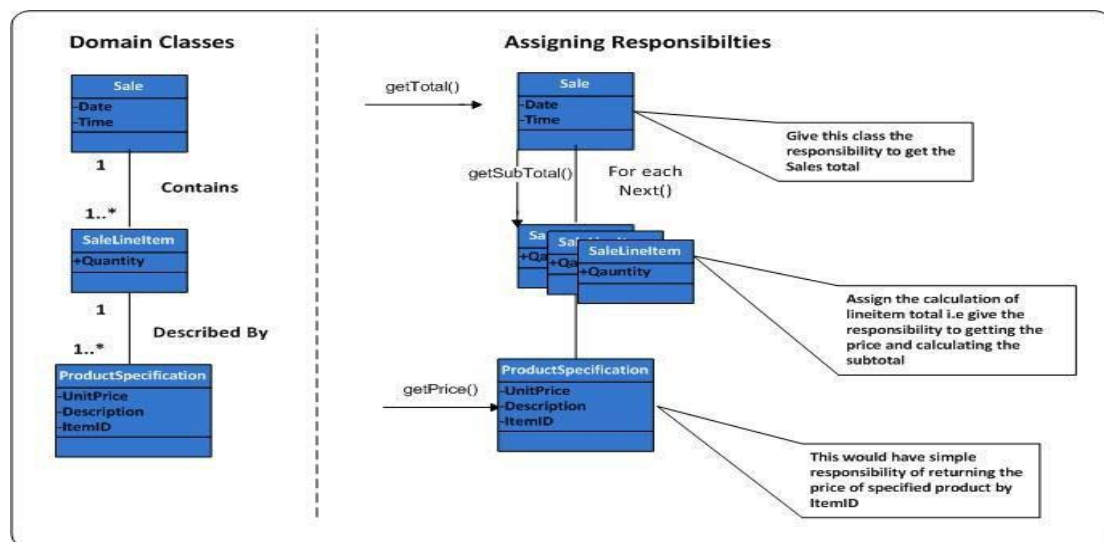 Domain Classes
Sale
-Date
-Time
1
Contains
1..*
SaleLineItem
+Quantity
1
Described By
1..*
ProductSpecification
-UnitPrice
-Description
-ItemID
Assigning Responsibilties
getTotal()
Sale
-Date
-Time
Give this class the
responsibility to get the
Sales total
getSubTotal()
For each
Next()
Sa
+Qa
SaleLineItem
+Qa
SaleLineItem
+Qauntity
Assign the calculation of
lineitem total i.e give the
responsibility to getting the
price and calculating the
subtotal
getPrice()
ProductSpecification
-UnitPrice
-Description
-ItemID
This would have simple
responsibility of returning the
price of specified product by
ItemID